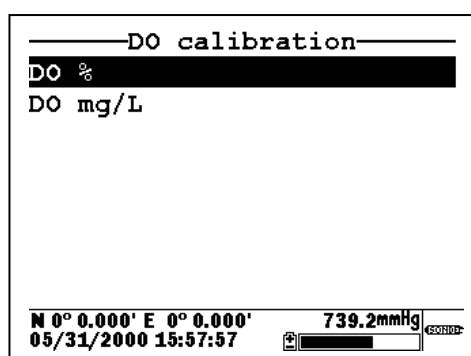 DO calibration
DO %
DO mg/L
N 0° 0.000' E 0° 0.000' 739.2mmHg
05/31/2000 15:57:57
SONDE